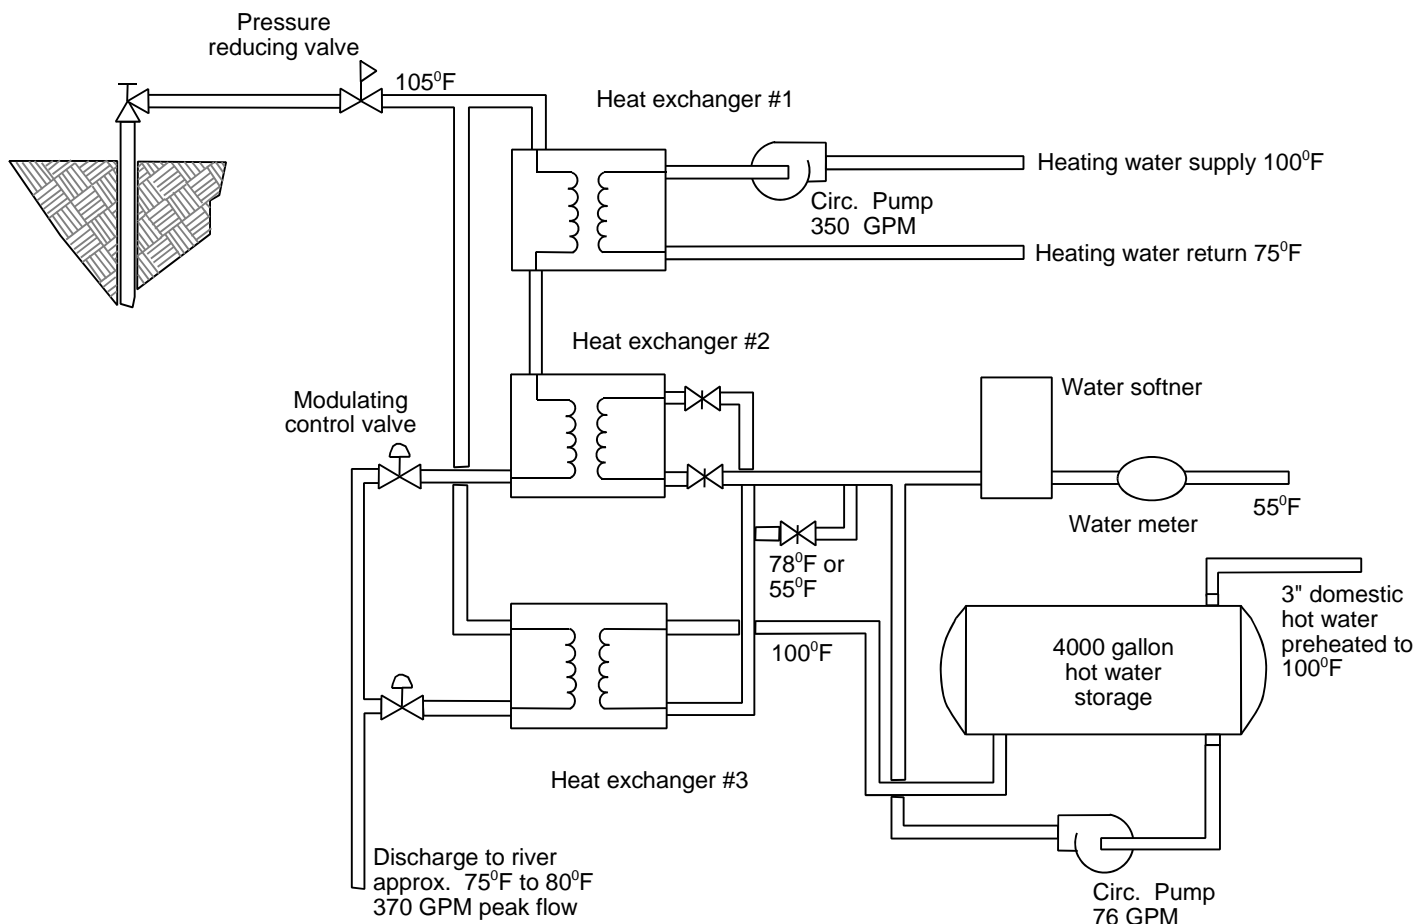 Pressure
reducing valve
105⁰F
Heat exchanger #1
Heating water supply 100⁰F
Circ. Pump
350 GPM
Heating water return 75⁰F
Heat exchanger #2
Modulating
control valve
Water softner
55⁰F
Water meter
78⁰F or
55⁰F
3" domestic
hot water
preheated to
100⁰F
4000 gallon
hot water
storage
100⁰F
Heat exchanger #3
Discharge to river
approx. 75⁰F to 80⁰F
370 GPM peak flow
Circ. Pump
76 GPM